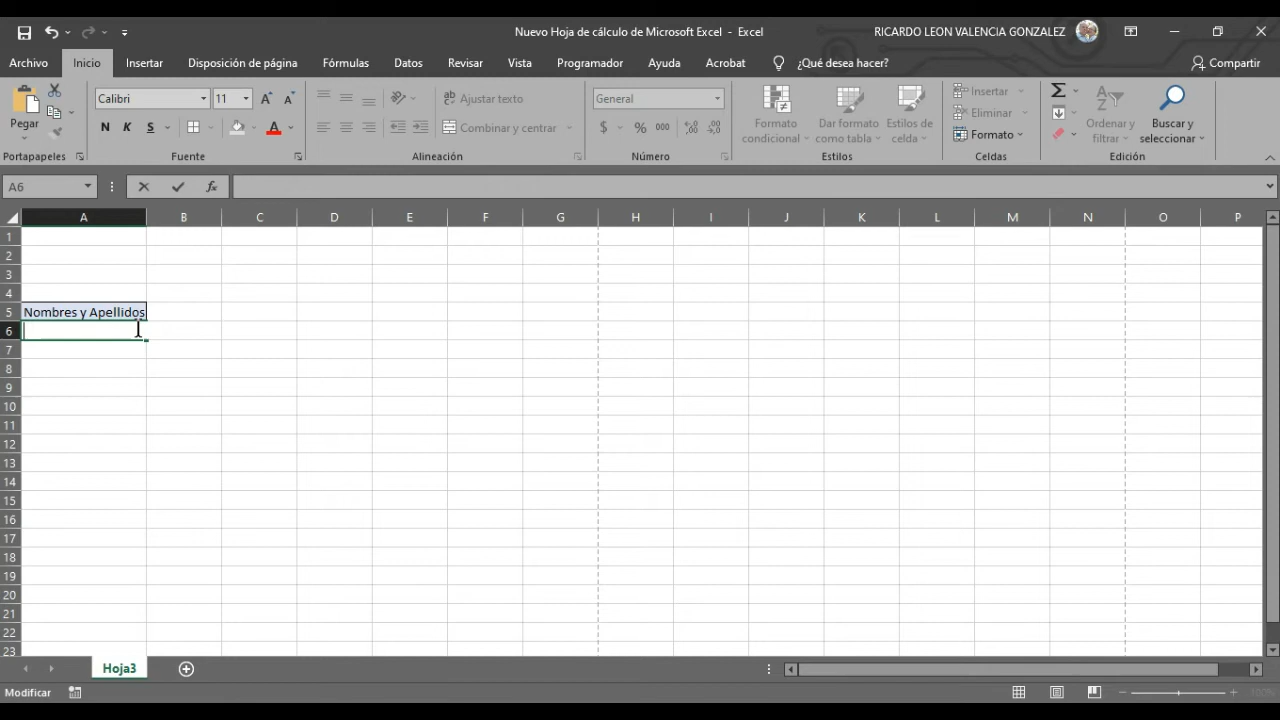 Nuevo Hoja de cálculo de Microsoft Excel - Excel
RICARDO LEON VALENCIA GONZALEZ
Archivo Inicio Insertar Disposición de página Fórmulas Datos Revisar Vista Programador Ayuda Acrobat ¿Qué desea hacer? Compartir
Pegar
Calibri 11
N K S
Ajustar texto
Combinar y centrar
General
$ % 000
Formato condicional
Dar formato como tabla
Estilos de celda
Insertar
Eliminar
Formato
Ordenar y filtrar
Buscar y seleccionar
Portapapeles Fuente Alineación Número Estilos Celdas Edición
A6 fx
A B C D E F G H I J K L M N O P
1
2
3
4
5 Nombres y Apellidos
6
7
8
9
10
11
12
13
14
15
16
17
18
19
20
21
22
23
Hoja3
Modificar 100%